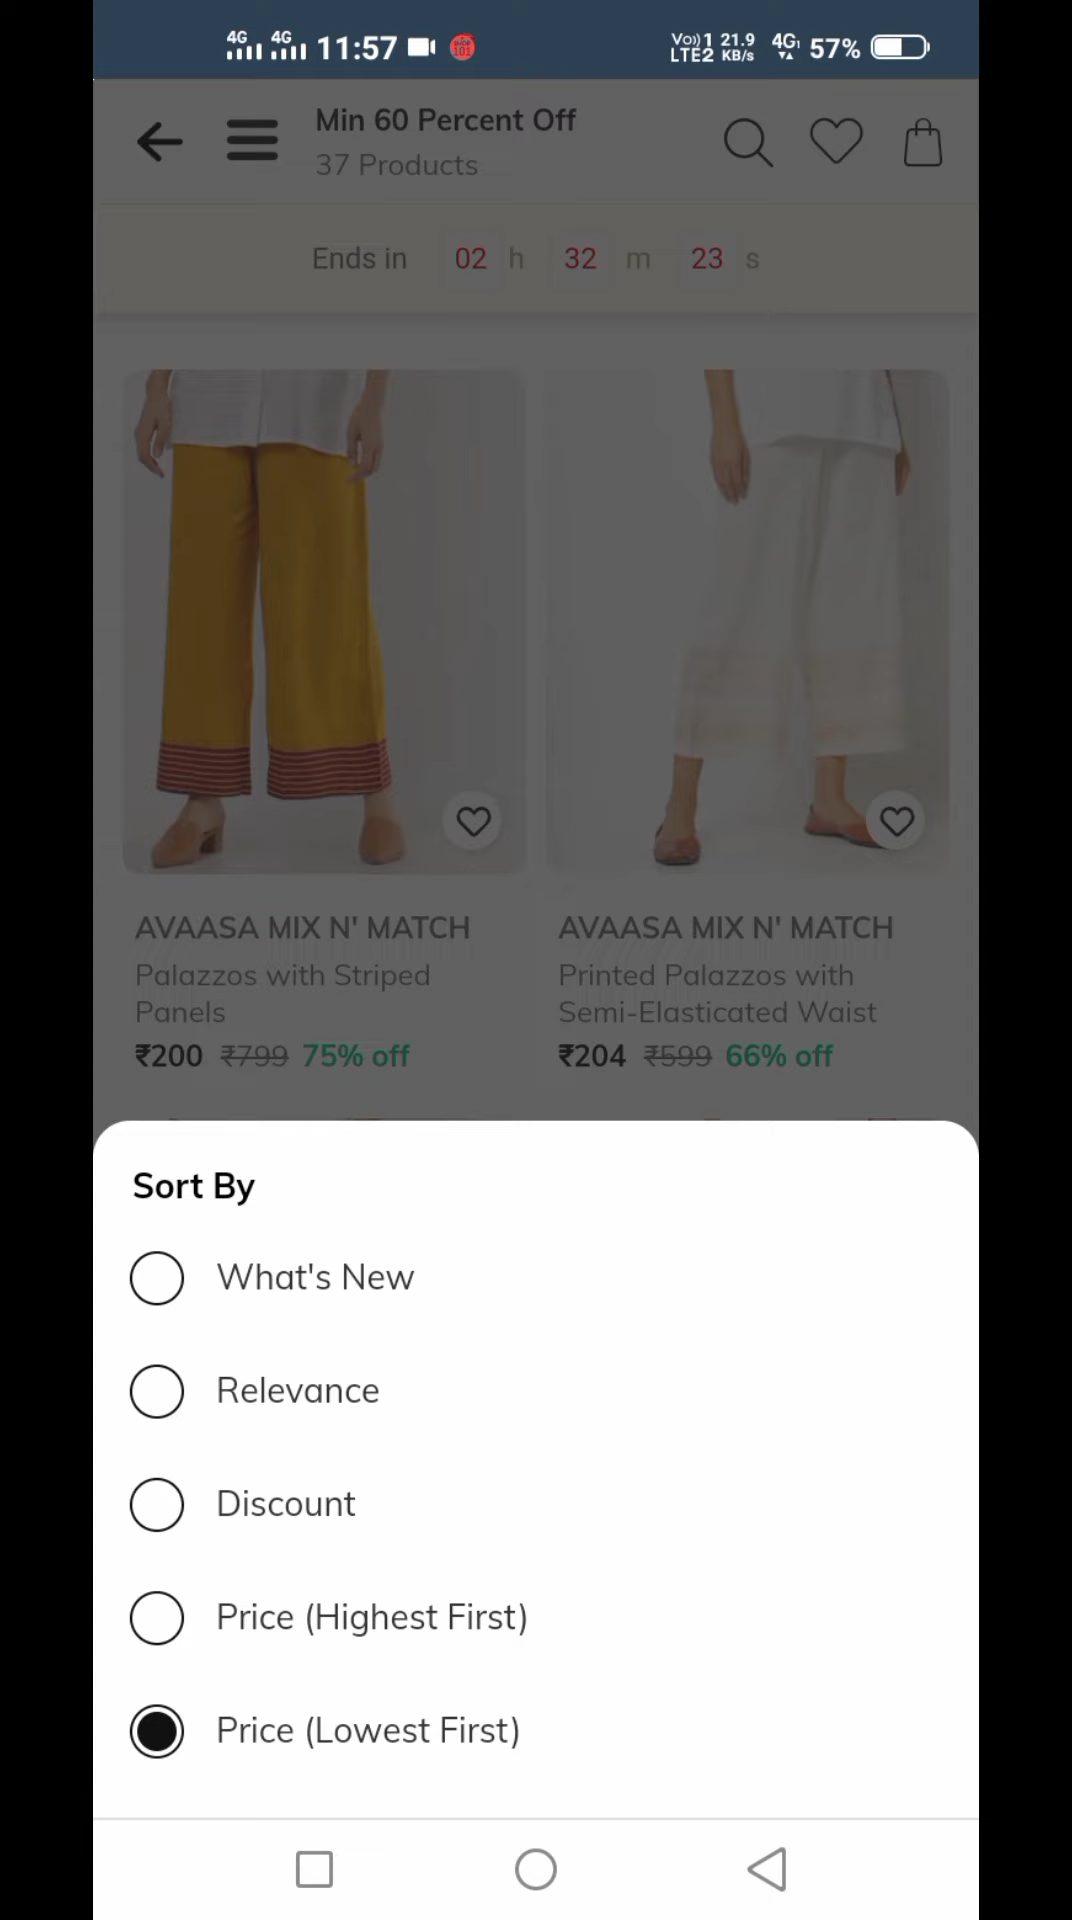 4G 4G 11:57 Vo)) 1 21.9 4G 57%
LTE2 KB/s
Min 60 Percent Off
37 Products
Ends in 02 h 32 m 23 s
AVAASA MIX N' MATCH
Palazzos with Striped
Panels
₹200 ₹799 75% off
AVAASA MIX N' MATCH
Printed Palazzos with
Semi-Elasticated Waist
₹204 ₹599 66% off
Sort By
What's New
Relevance
Discount
Price (Highest First)
Price (Lowest First)